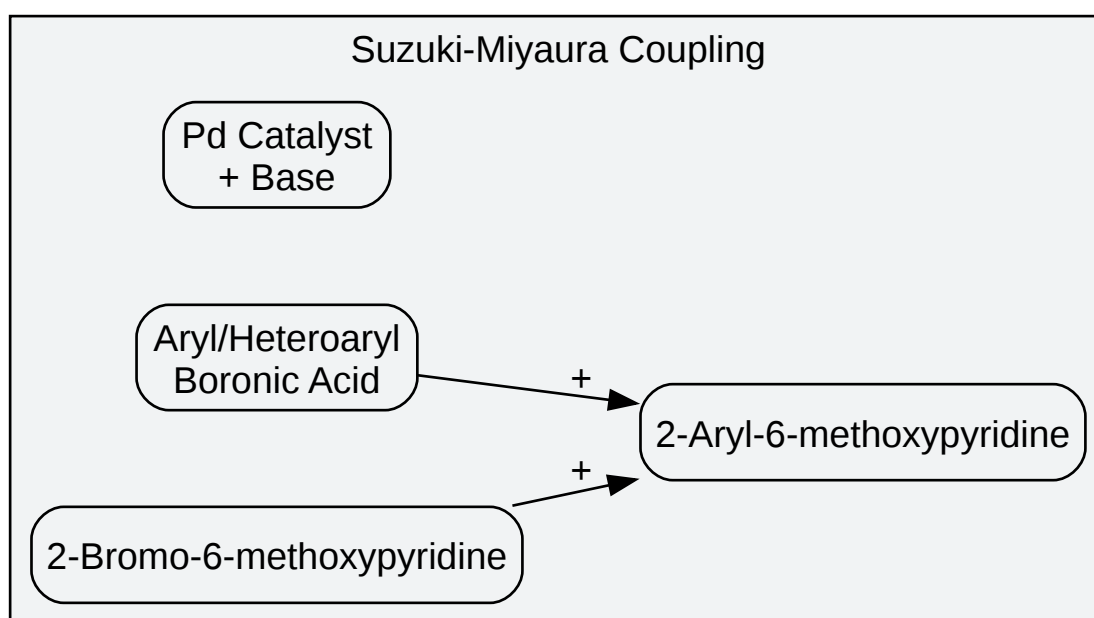 Suzuki-Miyaura Coupling
Pd Catalyst
+ Base
Aryl/Heteroaryl
Boronic Acid
+
2-Aryl-6-methoxypyridine
+
2-Bromo-6-methoxypyridine